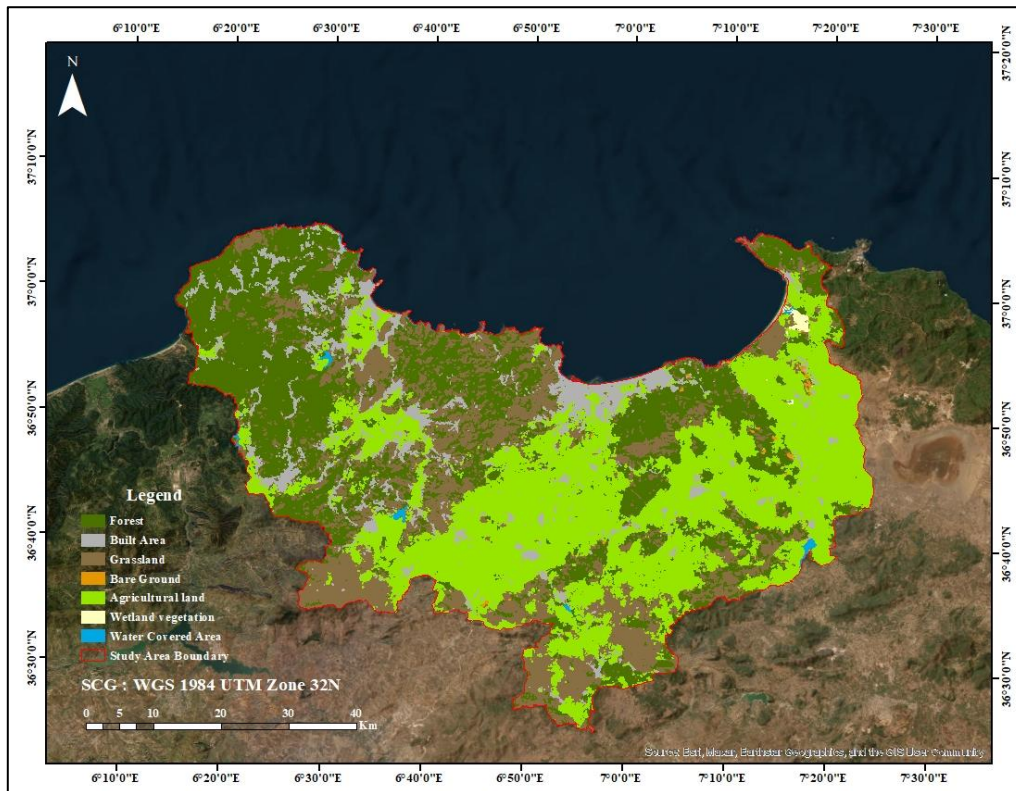 6°10'0"E 6°20'0"E 6°30'0"E 6°40'0"E 6°50'0"E 7°0'0"E 7°10'0"E 7°20'0"E 7°30'0"E
N
37°20'0"N
37°10'0"N
37°10'0"N
37°0'0"N
37°0'0"N
36°50'0"N
36°50'0"N
36°40'0"N
36°40'0"N
36°30'0"N
36°30'0"N
Legend
Forest
Built Area
Grassland
Bare Ground
Agricultural land
Wetland vegetation
Water Covered Area
Study Area Boundary
SCG : WGS 1984 UTM Zone 32N
0 5 10 20 30 40
Km
Source: Esri, Maxar, Earthstar Geographics, and the GIS User Community
6°10'0"E 6°20'0"E 6°30'0"E 6°40'0"E 6°50'0"E 7°0'0"E 7°10'0"E 7°20'0"E 7°30'0"E